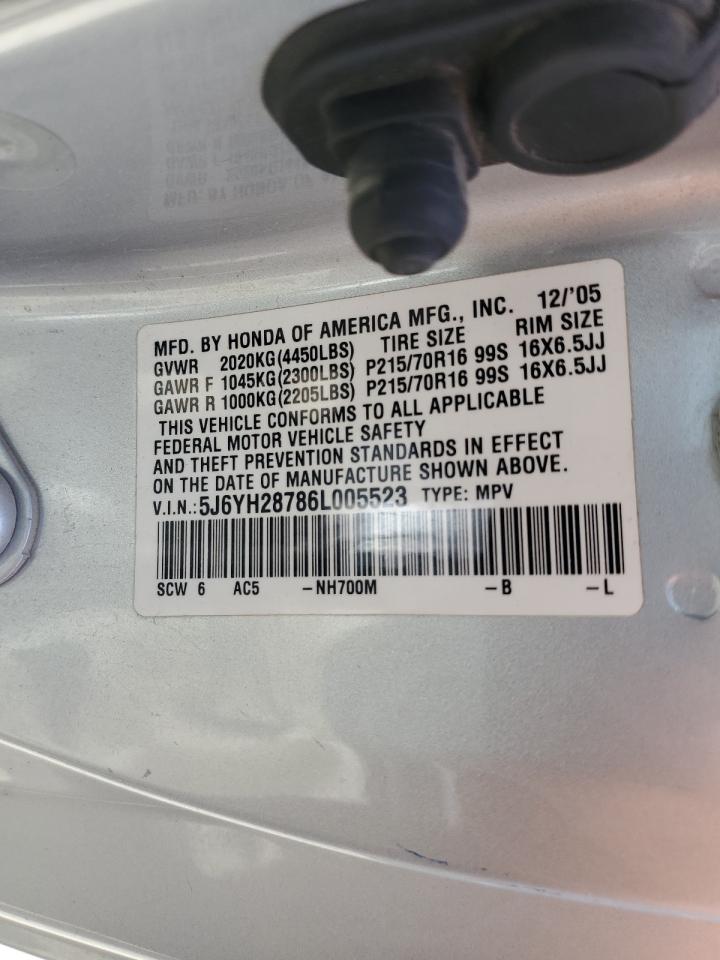 MFD. BY HONDA OF AMERICA MFG., INC. 12/'05
GVWR 2020KG(4450LBS) TIRE SIZE RIM SIZE
GAWR F 1045KG(2300LBS) P215/70R16 99S 16X6.5JJ
GAWR R 1000KG(2205LBS) P215/70R16 99S 16X6.5JJ
THIS VEHICLE CONFORMS TO ALL APPLICABLE
FEDERAL MOTOR VEHICLE SAFETY
AND THEFT PREVENTION STANDARDS IN EFFECT
ON THE DATE OF MANUFACTURE SHOWN ABOVE.
V.I.N.: 5J6YH28786L005523 TYPE: MPV
SCW 6 AC5 -NH700M -B -L